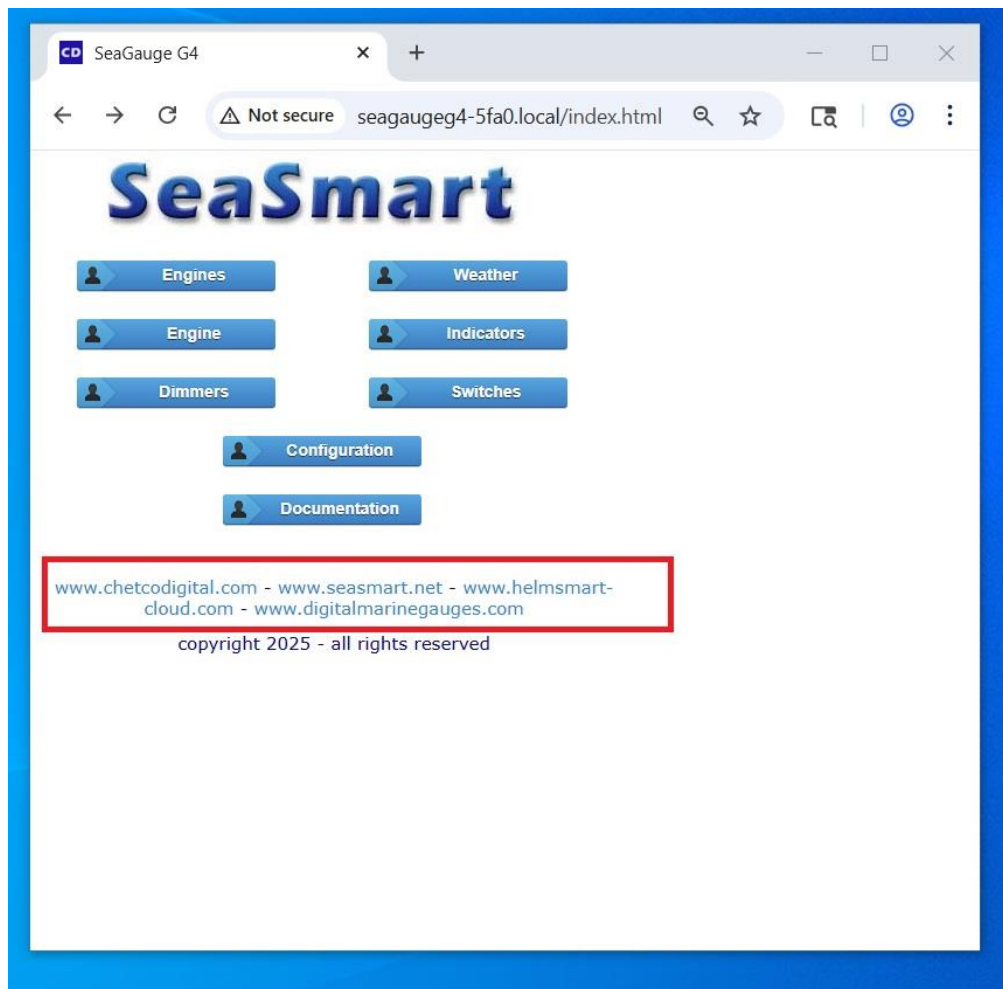 CD SeaGauge G4
Not secure seagaugeg4-5fa0.local/index.html
SeaSmart
Engines Weather
Engine Indicators
Dimmers Switches
Configuration
Documentation
www.chetcodigital.com - www.seasmart.net - www.helmsmart-
cloud.com - www.digitalmarinegauges.com
copyright 2025 - all rights reserved